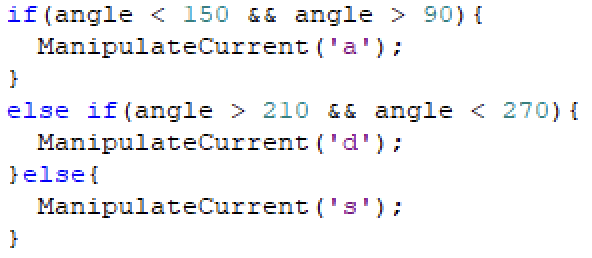 if(angle < 150 && angle > 90){
  ManipulateCurrent('a');
}
else if(angle > 210 && angle < 270){
  ManipulateCurrent('d');
}else{
  ManipulateCurrent('s');
}